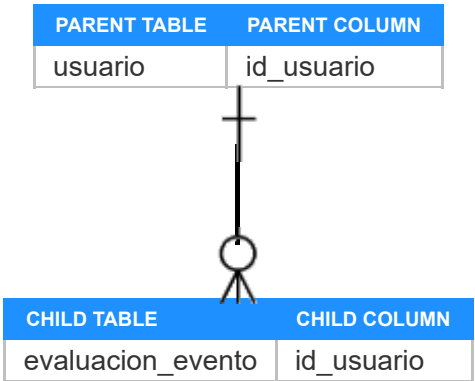 PARENT TABLE PARENT COLUMN
usuario id_usuario
CHILD TABLE CHILD COLUMN
evaluacion_evento id_usuario